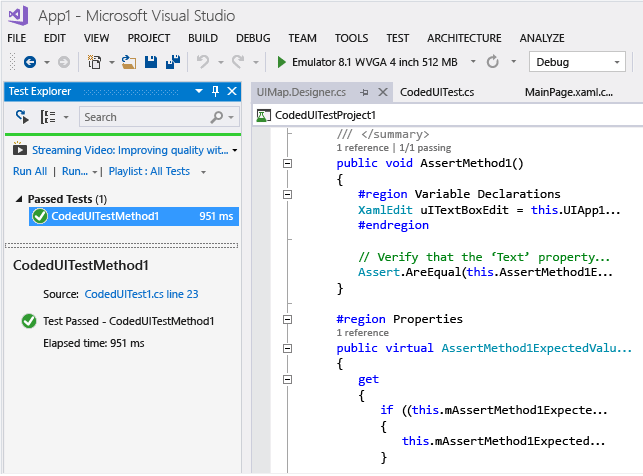 App1 - Microsoft Visual Studio
FILE EDIT VIEW PROJECT BUILD DEBUG TEAM TOOLS TEST ARCHITECTURE ANALYZE
Emulator 8.1 WVGA 4 inch 512 MB Debug
Test Explorer
Search
Streaming Video: Improving quality wit...
Run All | Run... | Playlist : All Tests
Passed Tests (1)
CodedUITestMethod1 951 ms
CodedUITestMethod1
Source: CodedUITest1.cs line 23
Test Passed - CodedUITestMethod1
Elapsed time: 951 ms
UIMap.Designer.cs CodedUITest.cs MainPage.xaml.c...
CodedUITestProject1
/// </summary>
1 reference | 1/1 passing
public void AssertMethod1()
{
#region Variable Declarations
XamlEdit uITextBoxEdit = this.UIApp1...
#endregion
// Verify that the ‘Text’ property...
Assert.AreEqual(this.AssertMethod1E...
}
#region Properties
1 reference
public virtual AssertMethod1ExpectedValu...
{
get
{
if ((this.mAssertMethod1Expecte...
{
this.mAssertMethod1Expected...
}